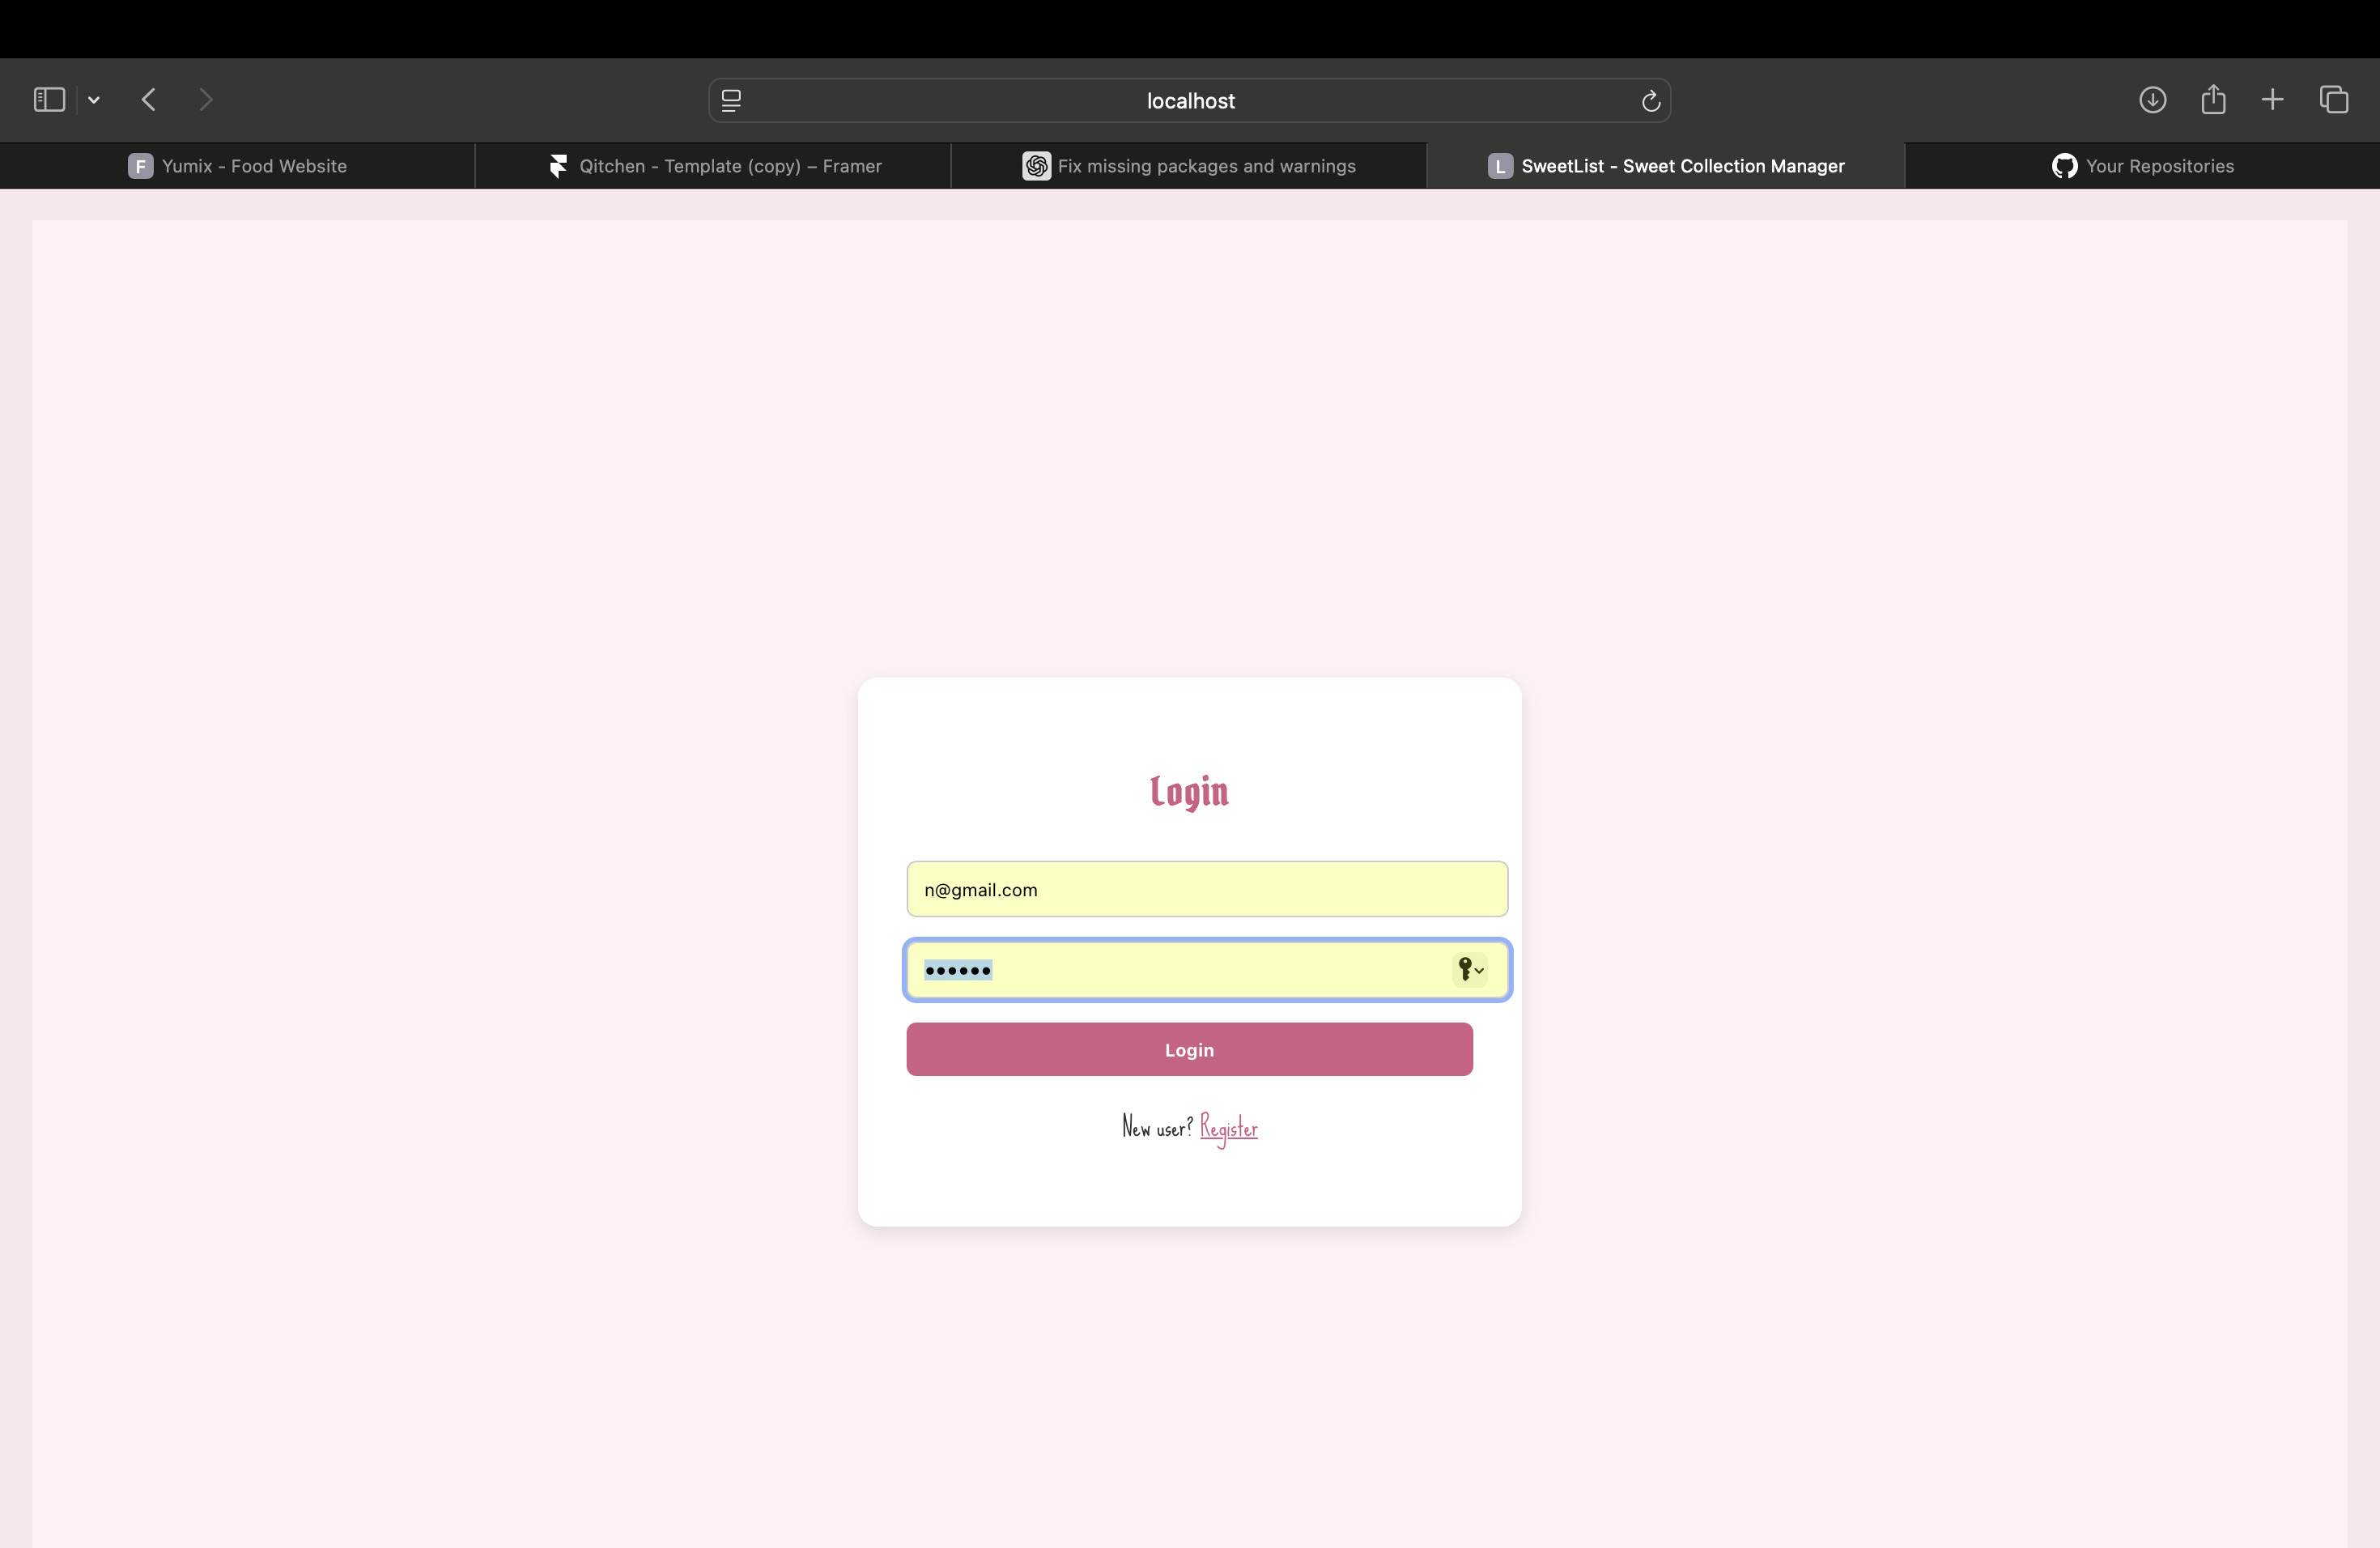 localhost
F Yumix - Food Website
Qitchen - Template (copy) – Framer
Fix missing packages and warnings
L SweetList - Sweet Collection Manager
Your Repositories
Login
n@gmail.com
••••••
Login
New user? Register